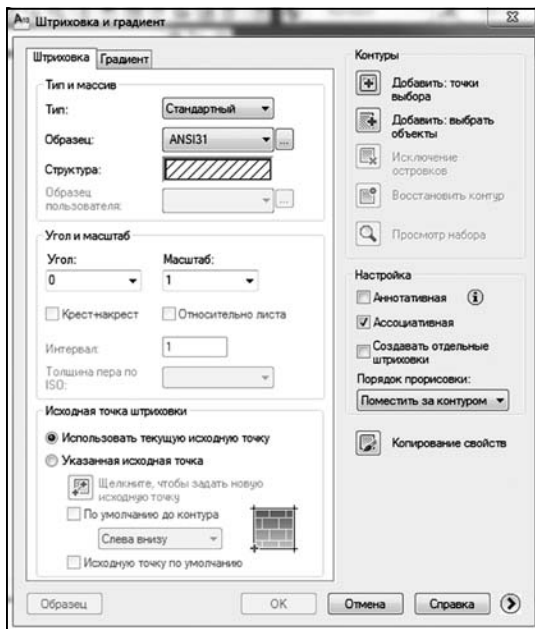 Штриховка и градиент
Штриховка
Градиент
Тип и массив
Тип:
Стандартный
Образец:
ANSI31
...
Структура:
Образец
пользователя:
...
Угол и масштаб
Угол:
Масштаб:
0
1
Крест-накрест
Относительно листа
Интервал:
1
Толщина пера по
ISO:
Исходная точка штриховки
Использовать текущую исходную точку
Указанная исходная точка
Щелкните, чтобы задать новую
исходную точку
По умолчанию до контура
Слева внизу
Исходную точку по умолчанию
Контуры
Добавить: точки
выбора
Добавить: выбрать
объекты
Исключение
островков
Восстановить контур
Просмотр набора
Настройка
Аннотативная
Ассоциативная
Создавать отдельные
штриховки
Порядок прорисовки:
Поместить за контуром
Копирование свойств
Образец
OK
Отмена
Справка